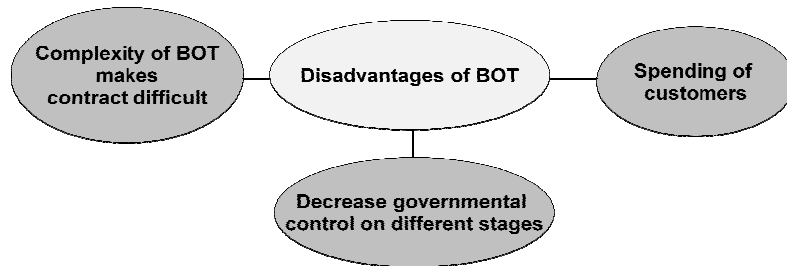 Complexity of BOT
makes
contract difficult
Disadvantages of BOT
Spending of
customers
Decrease governmental
control on different stages